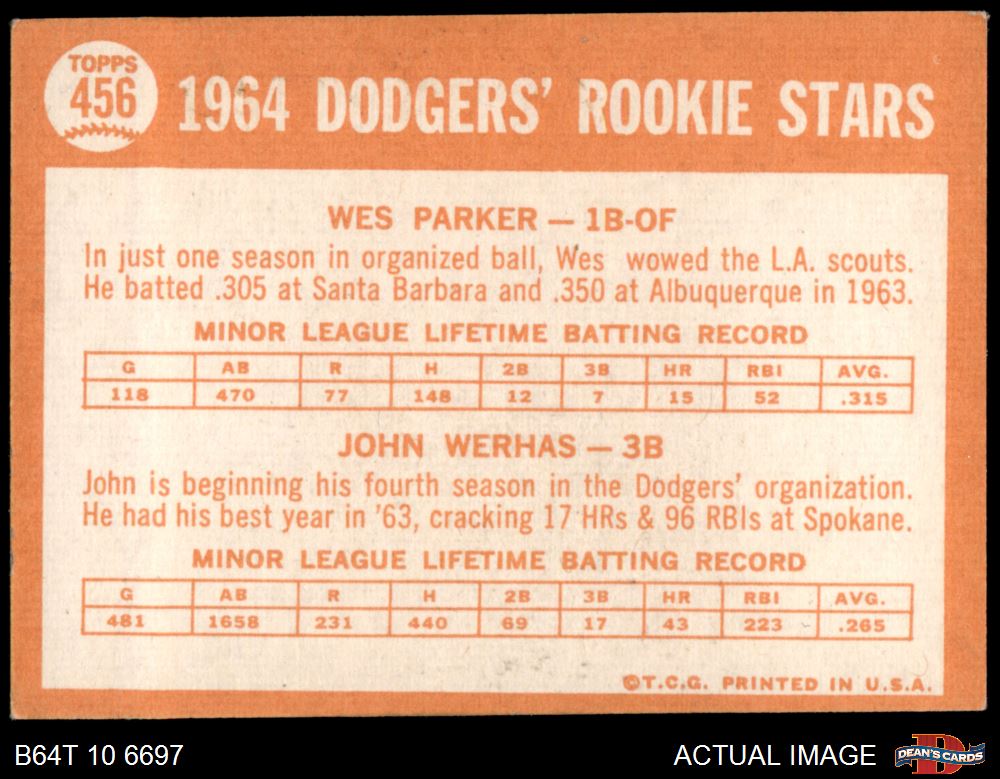 TOPPS
456
1964 DODGERS' ROOKIE STARS
WES PARKER — 1B-OF
In just one season in organized ball, Wes wowed the L.A. scouts.
He batted .305 at Santa Barbara and .350 at Albuquerque in 1963.
MINOR LEAGUE LIFETIME BATTING RECORD
G AB R H 2B 3B HR RBI AVG.
118 470 77 148 12 7 15 52 .315
JOHN WERHAS — 3B
John is beginning his fourth season in the Dodgers' organization.
He had his best year in '63, cracking 17 HRs & 96 RBIs at Spokane.
MINOR LEAGUE LIFETIME BATTING RECORD
G AB R H 2B 3B HR RBI AVG.
481 1658 231 440 69 17 43 223 .265
©T.C.G. PRINTED IN U.S.A.
B64T 10 6697
ACTUAL IMAGE
DEAN'S CARDS